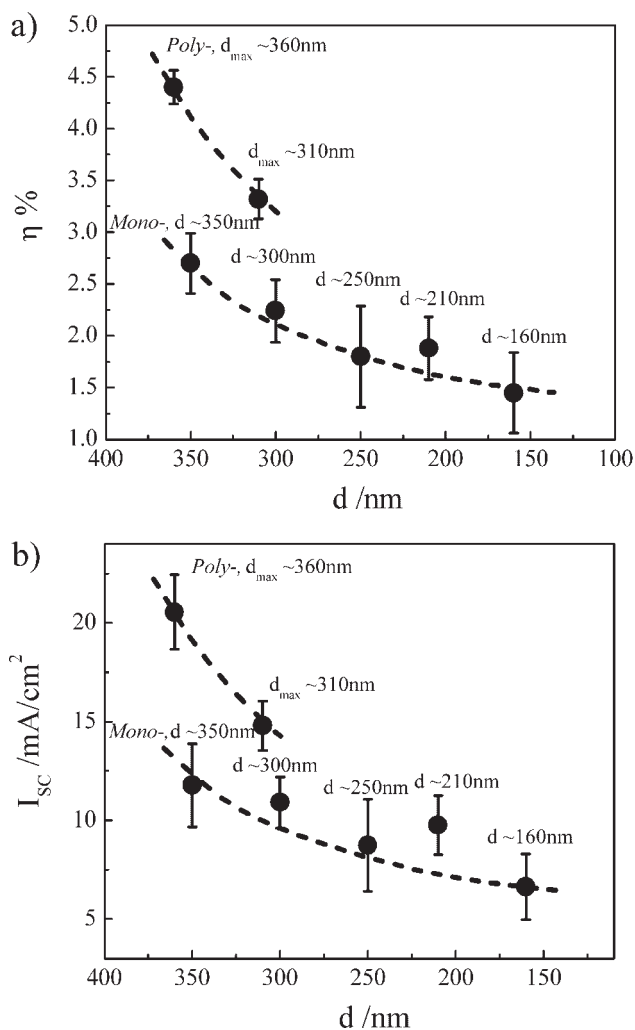 a)
5.0
4.5
4.0
3.5
3.0
2.5
2.0
1.5
1.0
η %
Poly-, dmax ~360nm
dmax ~310nm
Mono-, d ~350nm
d ~300nm
d ~250nm
d ~210nm
d ~160nm
400 350 300 250 200 150 100
d /nm
b)
20
15
10
5
ISC /mA/cm²
Poly-, dmax ~360nm
dmax ~310nm
Mono-, d ~350nm
d ~300nm
d ~250nm
d ~210nm
d ~160nm
400 350 300 250 200 150
d /nm